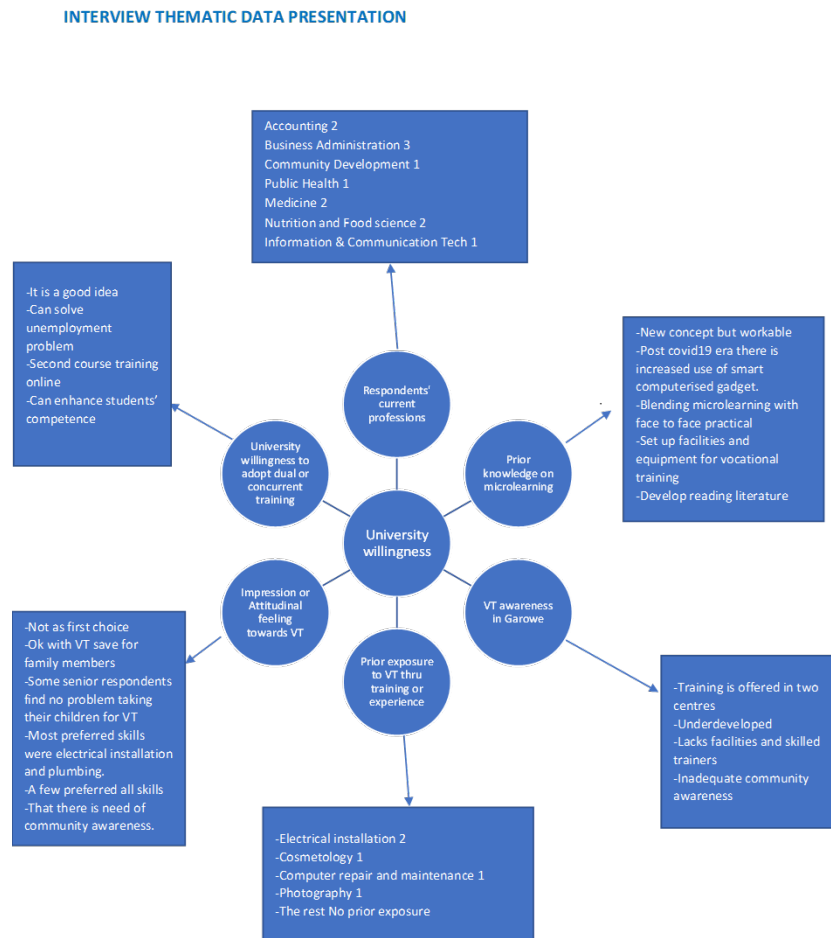 INTERVIEW THEMATIC DATA PRESENTATION
Accounting 2
Business Administration 3
Community Development 1
Public Health 1
Medicine 2
Nutrition and Food science 2
Information & Communication Tech 1
-It is a good idea
-Can solve
unemployment
problem
-Second course training
online
-Can enhance students’
competence
-New concept but workable
-Post covid19 era there is
increased use of smart
computerised gadget.
-Blending microlearning with
face to face practical
-Set up facilities and
equipment for vocational
training
-Develop reading literature
Respondents'
current
professions
University
willingness to
adopt dual or
concurrent
training
Prior
knowledge on
microlearning
University
willingness
Impression or
Attitudinal
feeling
towards VT
VT awareness
in Garowe
Prior exposure
to VT thru
training or
experience
-Not as first choice
-Ok with VT save for
family members
-Some senior respondents
find no problem taking
their children for VT
-Most preferred skills
were electrical installation
and plumbing.
-A few preferred all skills
-That there is need of
community awareness.
-Training is offered in two
centres
-Underdeveloped
-Lacks facilities and skilled
trainers
-Inadequate community
awareness
-Electrical installation 2
-Cosmetology 1
-Computer repair and maintenance 1
-Photography 1
-The rest No prior exposure